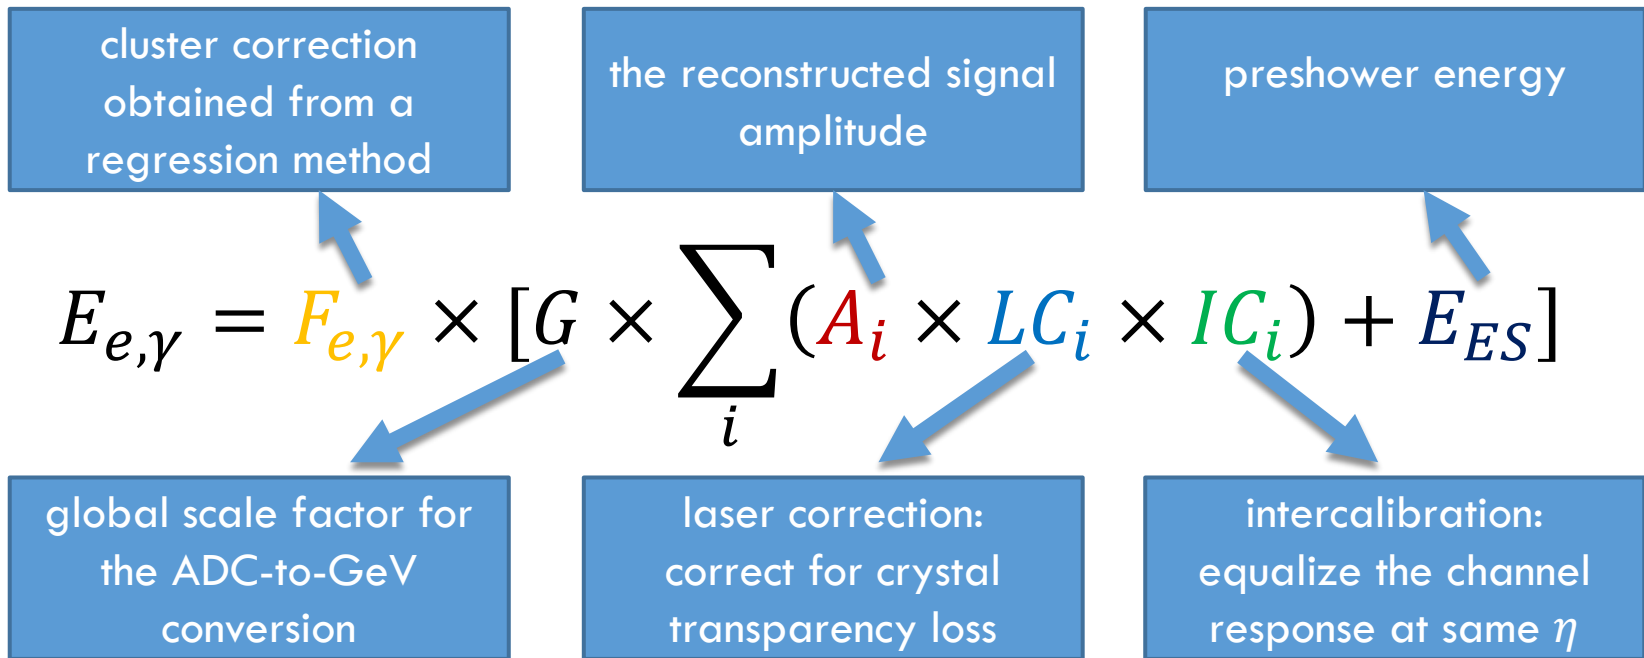 cluster correction
obtained from a
regression method
the reconstructed signal
amplitude
preshower energy
E_{e,γ} = F_{e,γ} × [G × ∑_i (A_i × LC_i × IC_i) + E_{ES}]
global scale factor for
the ADC-to-GeV
conversion
laser correction:
correct for crystal
transparency loss
intercalibration:
equalize the channel
response at same η